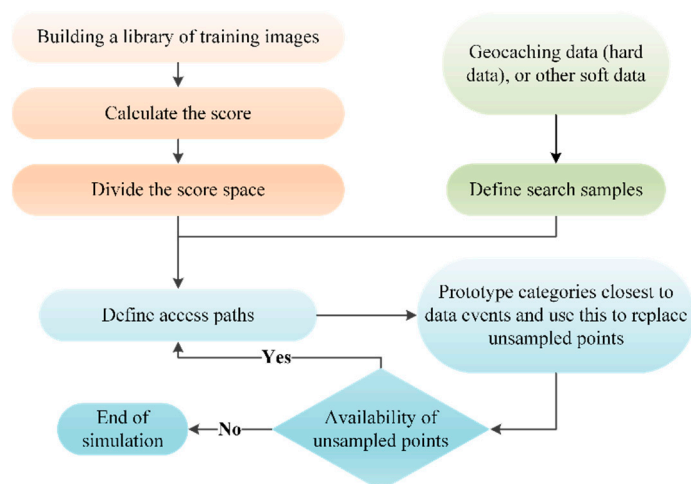 Building a library of training images
Calculate the score
Divide the score space
Geocaching data (hard
data), or other soft data
Define search samples
Define access paths
Prototype categories closest to
data events and use this to replace
unsampled points
Yes
Availability of
unsampled points
No
End of
simulation